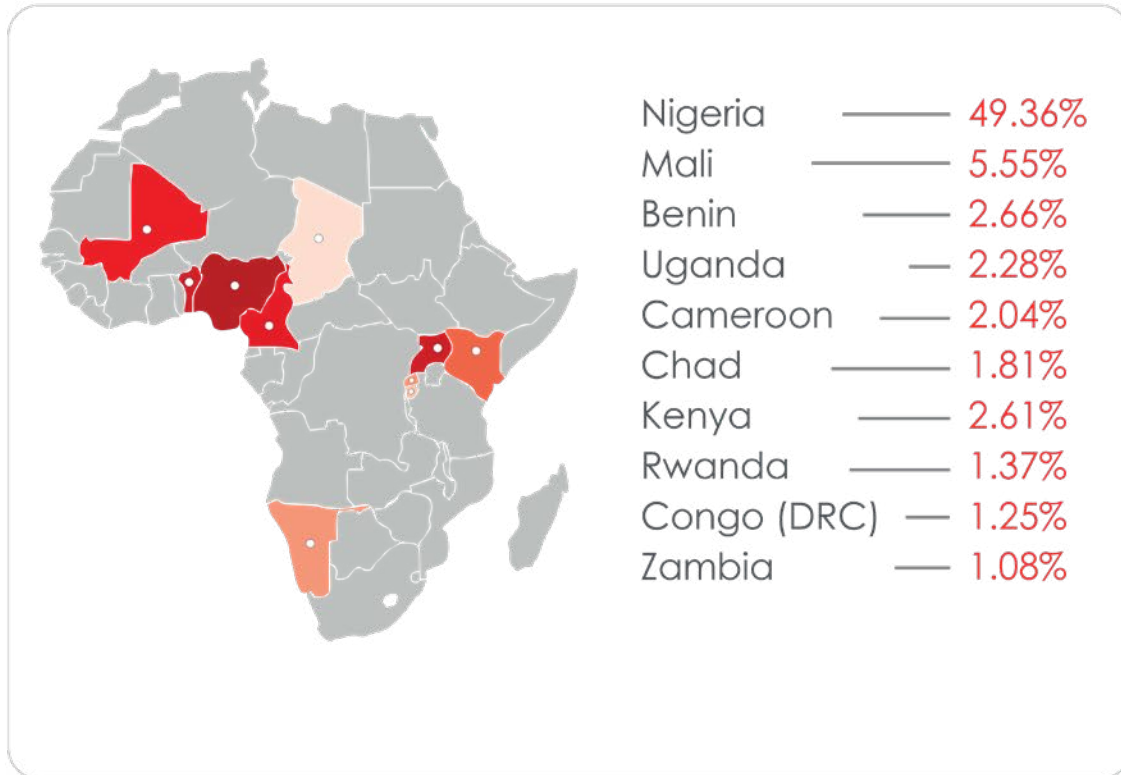 Nigeria 49.36%
Mali 5.55%
Benin 2.66%
Uganda 2.28%
Cameroon 2.04%
Chad 1.81%
Kenya 2.61%
Rwanda 1.37%
Congo (DRC) 1.25%
Zambia 1.08%